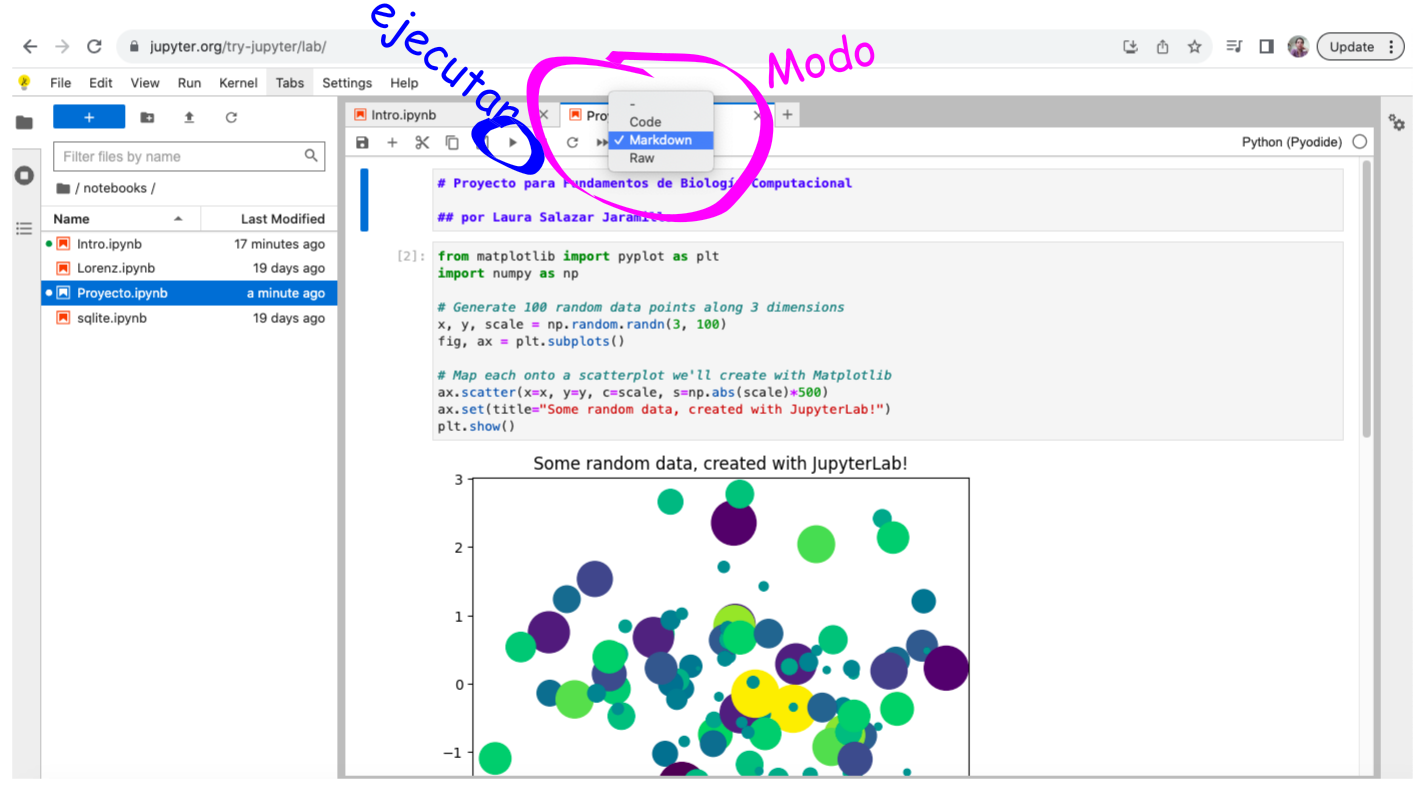 ejecutar
Modo
jupyter.org/try-jupyter/lab/
Update
File Edit View Run Kernel Tabs Settings Help
Intro.ipynb
-
Code
✓ Markdown
Raw
Python (Pyodide)
Filter files by name
/ notebooks /
Name Last Modified
Intro.ipynb 17 minutes ago
Lorenz.ipynb 19 days ago
Proyecto.ipynb a minute ago
sqlite.ipynb 19 days ago
# Proyecto para Fundamentos de Biología Computacional
## por Laura Salazar
[2]:
from matplotlib import pyplot as plt
import numpy as np
# Generate 100 random data points along 3 dimensions
x, y, scale = np.random.randn(3, 100)
fig, ax = plt.subplots()
# Map each onto a scatterplot we'll create with Matplotlib
ax.scatter(x=x, y=y, c=scale, s=np.abs(scale)*500)
ax.set(title="Some random data, created with JupyterLab!")
plt.show()
Some random data, created with JupyterLab!
3
2
1
0
−1